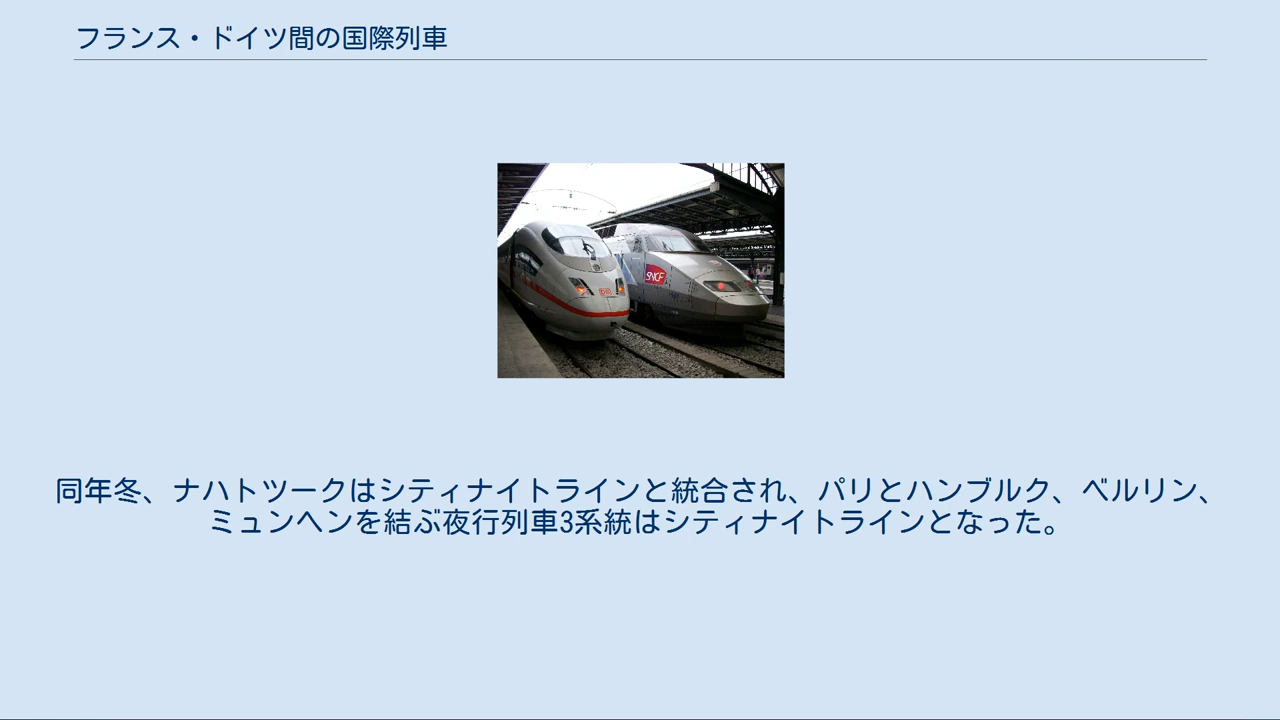 フランス・ドイツ間の国際列車
SNCF
同年冬、ナハトツークはシティナイトラインと統合され、パリとハンブルク、ベルリン、
ミュンヘンを結ぶ夜行列車3系統はシティナイトラインとなった。